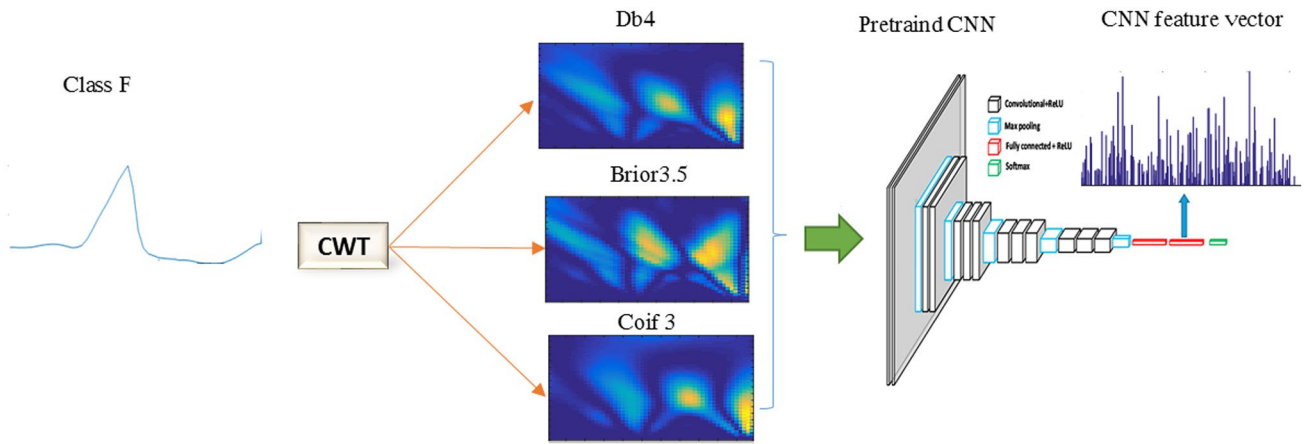 Class F
CWT
Db4
Brior3.5
Coif 3
Pretraind CNN
Convolutional+ReLU
Max pooling
Fully connected + ReLU
Softmax
CNN feature vector